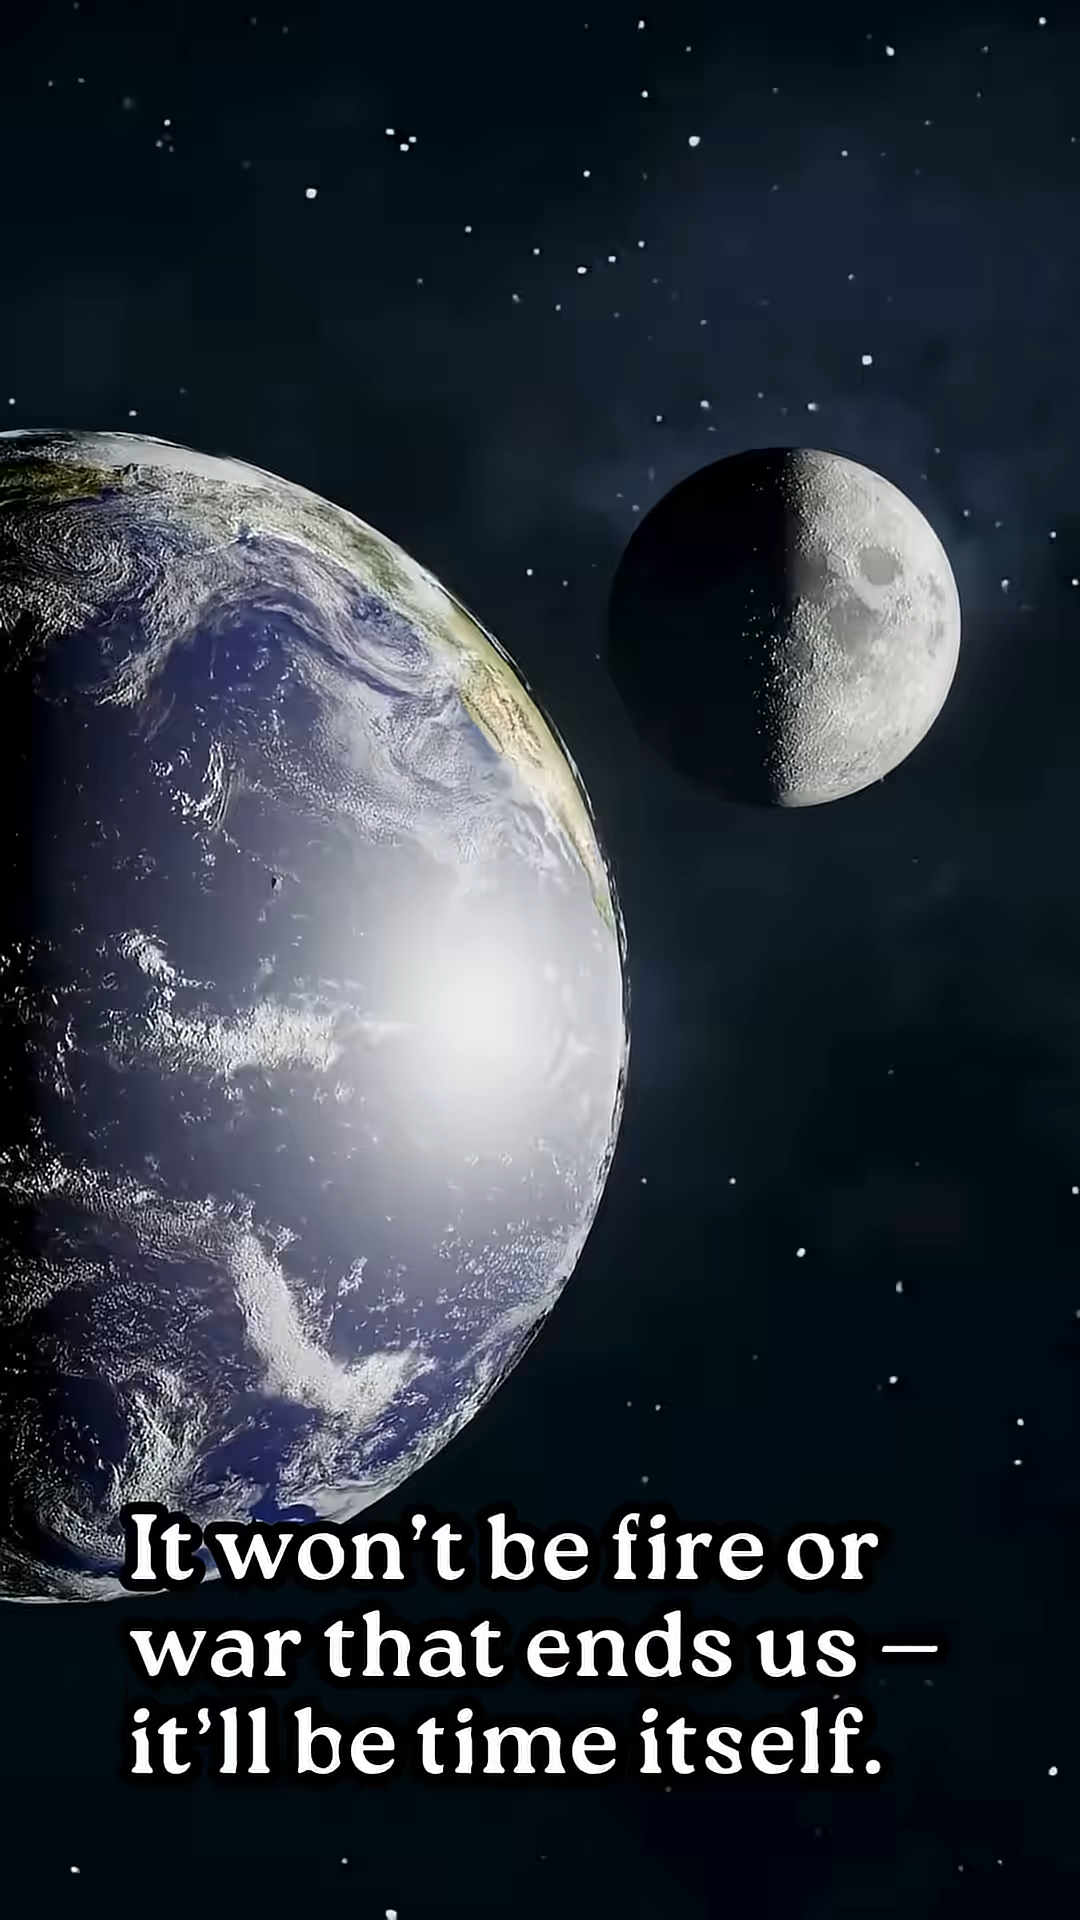 It won’t be fire or
war that ends us —
it’ll be time itself.